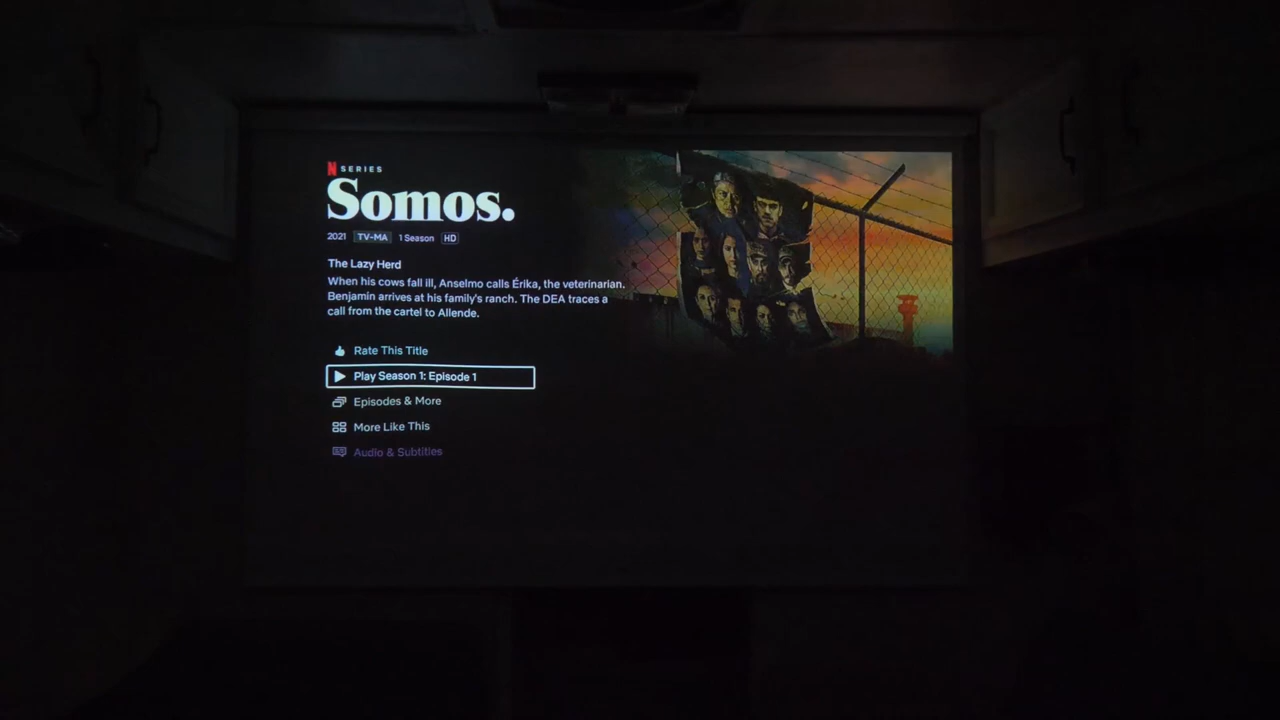 N SERIES
Somos.
2021 TV-MA 1 Season HD
The Lazy Herd
When his cows fall ill, Anselmo calls Érika, the veterinarian.
Benjamin arrives at his family's ranch. The DEA traces a
call from the cartel to Allende.
Rate This Title
Play Season 1: Episode 1
Episodes & More
More Like This
Audio & Subtitles